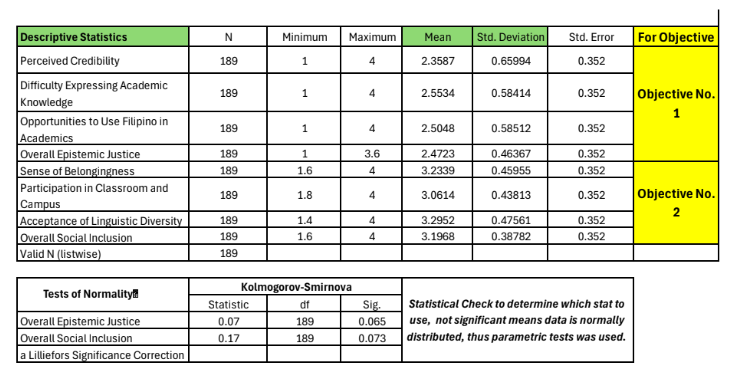 Descriptive Statistics N Minimum Maximum Mean Std. Deviation Std. Error For Objective
Perceived Credibility 189 1 4 2.3587 0.65994 0.352
Difficulty Expressing Academic
Knowledge 189 1 4 2.5534 0.58414 0.352
Objective No.
1
Opportunities to Use Filipino in
Academics 189 1 4 2.5048 0.58512 0.352
Overall Epistemic Justice 189 1 3.6 2.4723 0.46367 0.352
Sense of Belongingness 189 1.6 4 3.2339 0.45955 0.352
Participation in Classroom and
Campus 189 1.8 4 3.0614 0.43813 0.352
Objective No.
2
Acceptance of Linguistic Diversity 189 1.4 4 3.2952 0.47561 0.352
Overall Social Inclusion 189 1.6 4 3.1968 0.38782 0.352
Valid N (listwise) 189
Tests of Normality Kolmogorov-Smirnova
Statistic df Sig.
Overall Epistemic Justice 0.07 189 0.065
Overall Social Inclusion 0.17 189 0.073
a Lilliefors Significance Correction
Statistical Check to determine which stat to
use, not significant means data is normally
distributed, thus parametric tests was used.